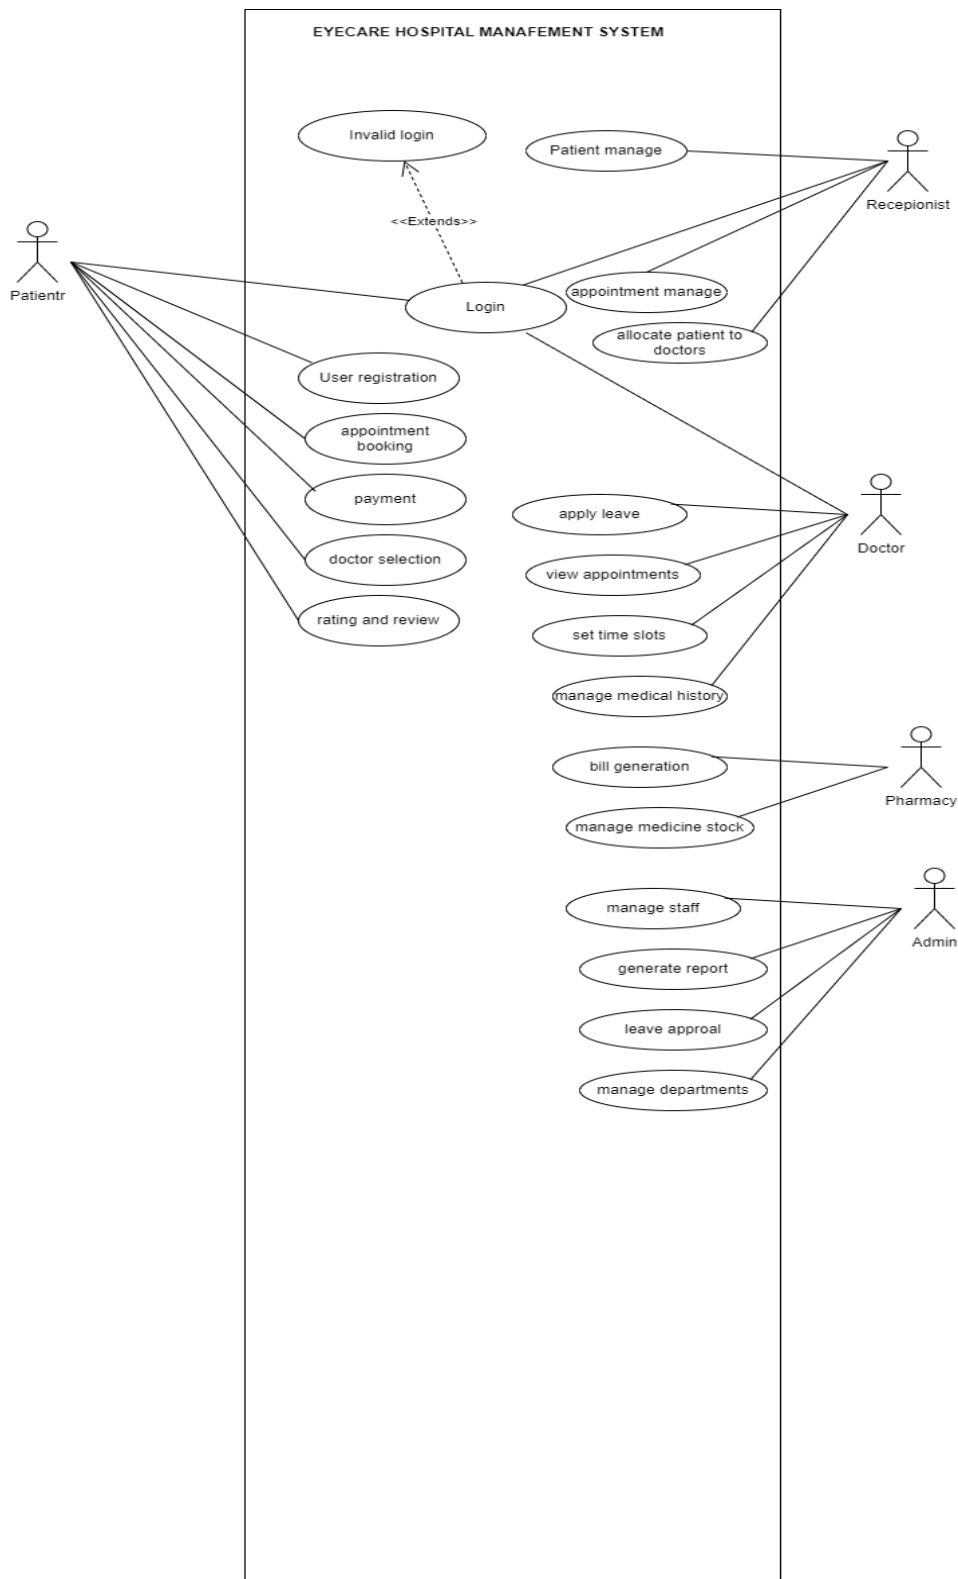 EYECARE HOSPITAL MANAFEMENT SYSTEM
Invalid login
Patient manage
Recepionist
<<Extends>>
Patientr
Login
appointment manage
allocate patient to
doctors
User registration
appointment
booking
payment
doctor selection
rating and review
apply leave
Doctor
view appointments
set time slots
manage medical history
bill generation
Pharmacy
manage medicine stock
manage staff
Admin
generate report
leave approal
manage departments